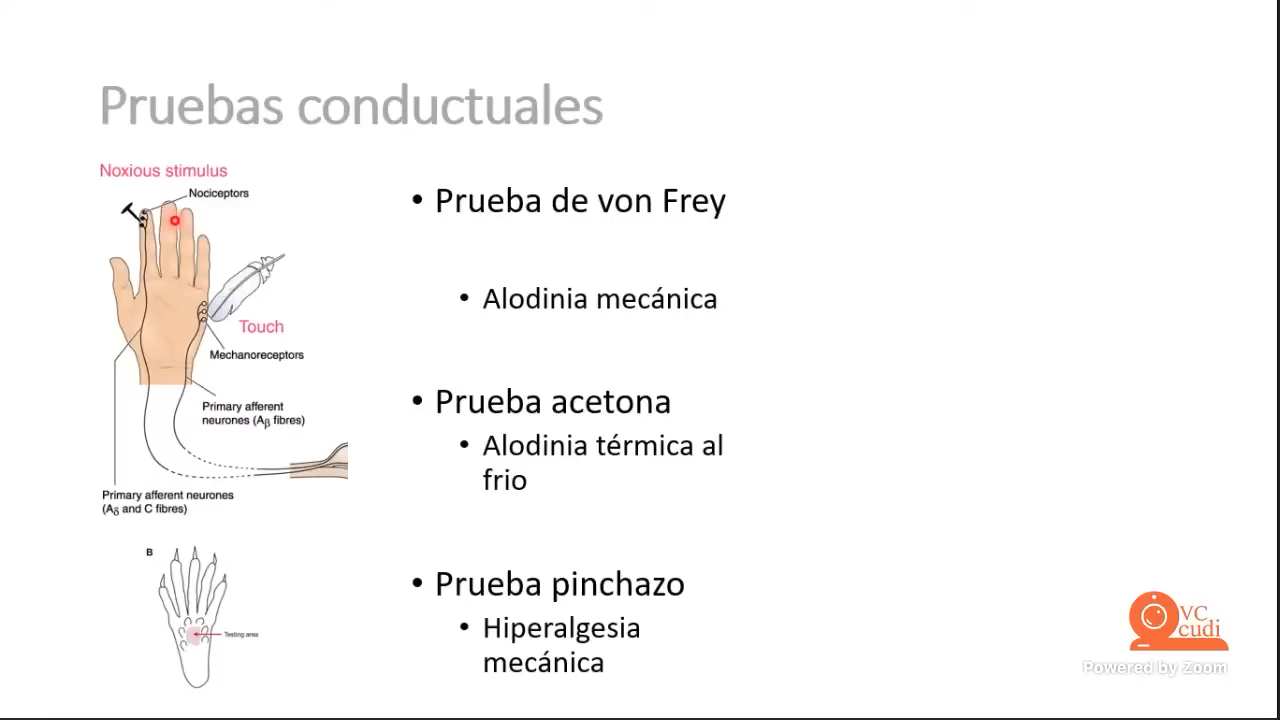 Pruebas conductuales
Noxious stimulus
Nociceptors
Touch
Mechanoreceptors
Primary afferent
neurones (Aβ fibres)
Primary afferent neurones
(Aδ and C fibres)
B
Testing area
• Prueba de von Frey
• Alodinia mecánica
• Prueba acetona
• Alodinia térmica al
frio
• Prueba pinchazo
• Hiperalgesia
mecánica
VC
cudi
Powered by Zoom